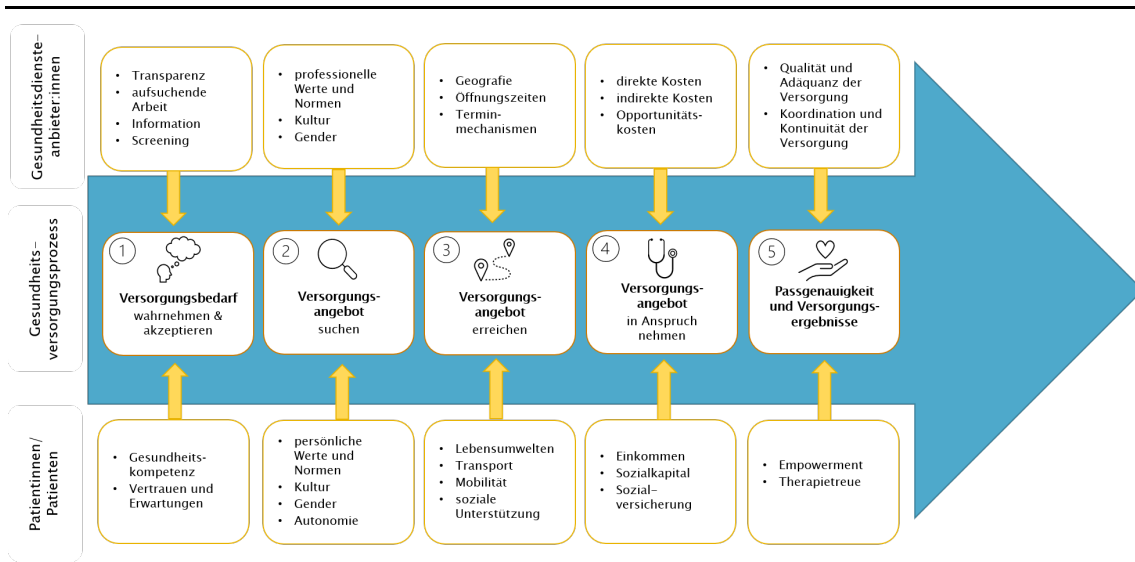 Gesundheitsdienste-
anbieter:innen
• Transparenz
• aufsuchende
Arbeit
• Information
• Screening
• professionelle
Werte und
Normen
• Kultur
• Gender
• Geografie
• Öffnungszeiten
• Termin-
mechanismen
• direkte Kosten
• indirekte Kosten
• Opportunitäts-
kosten
• Qualität und
Adäquanz der
Versorgung
• Koordination und
Kontinuität der
Versorgung
Gesundheits-
versorgungsprozess
1
Versorgungsbedarf
wahrnehmen &
akzeptieren
2
Versorgungs-
angebot
suchen
3
Versorgungs-
angebot
erreichen
4
Versorgungs-
angebot
in Anspruch
nehmen
5
Passgenauigkeit
und Versorgungs-
ergebnisse
Patientinnen/
Patienten
• Gesundheits-
kompetenz
• Vertrauen und
Erwartungen
• persönliche
Werte und
Normen
• Kultur
• Gender
• Autonomie
• Lebensumwelten
• Transport
• Mobilität
• soziale
Unterstützung
• Einkommen
• Sozialkapital
• Sozial-
versicherung
• Empowerment
• Therapietreue